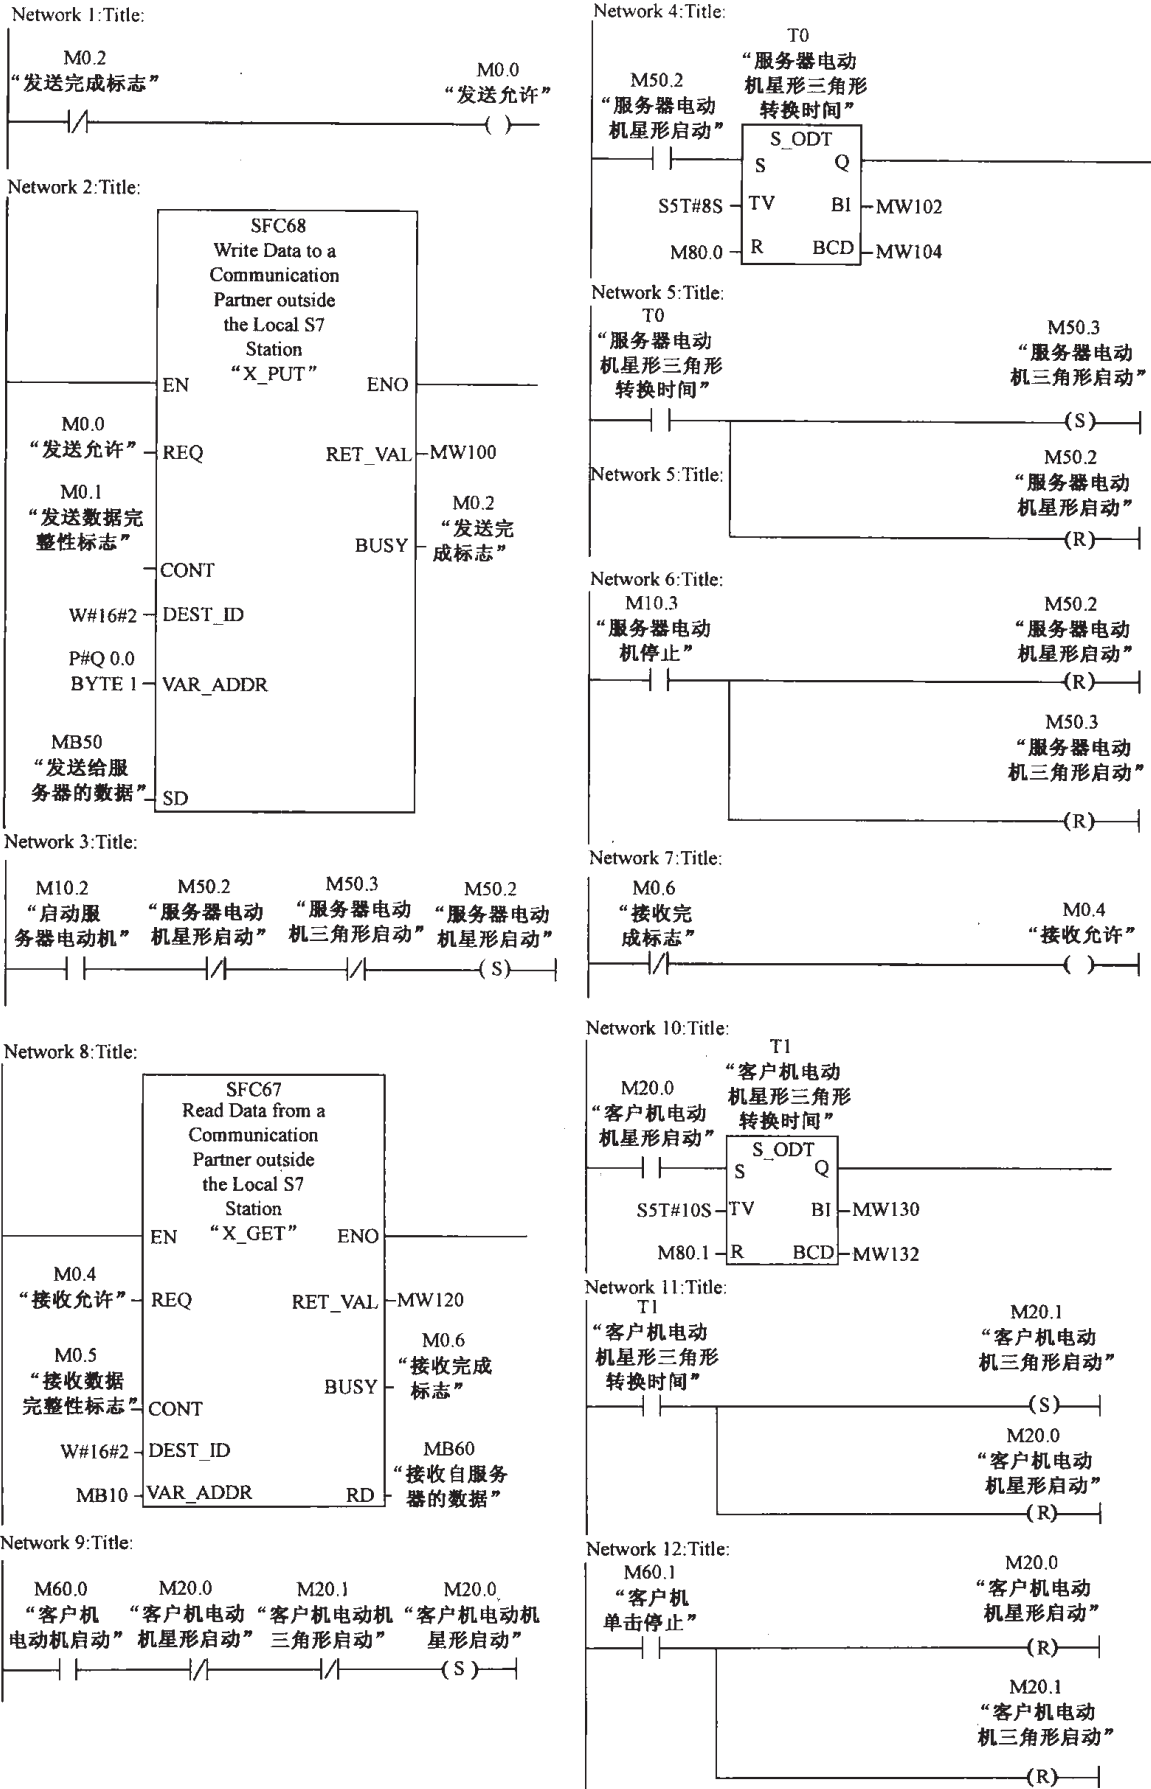 Network 1:Title:
M0.2
“发送完成标志”
M0.0
“发送允许”
( )
Network 2:Title:
SFC68
Write Data to a
Communication
Partner outside
the Local S7
Station
“X_PUT”
EN
ENO
M0.0
“发送允许”
REQ
RET_VAL
MW100
M0.1
“发送数据完
整性标志”
CONT
M0.2
“发送完
成标志”
BUSY
W#16#2
DEST_ID
P#Q 0.0
BYTE 1
VAR_ADDR
MB50
“发送给服
务器的数据”
SD
Network 3:Title:
M10.2
“启动服
务器电动机”
M50.2
“服务器电动
机星形启动”
M50.3
“服务器电动
机三角形启动”
M50.2
“服务器电动
机星形启动”
(S)
Network 4:Title:
T0
“服务器电动
机星形三角形
转换时间”
M50.2
“服务器电动
机星形启动”
S_ODT
S
Q
S5T#8S
TV
BI
MW102
M80.0
R
BCD
MW104
Network 5:Title:
T0
“服务器电动
机星形三角形
转换时间”
M50.3
“服务器电动
机三角形启动”
(S)
Network 5:Title:
M50.2
“服务器电动
机星形启动”
(R)
Network 6:Title:
M10.3
“服务器电动
机停止”
M50.2
“服务器电动
机星形启动”
(R)
M50.3
“服务器电动
机三角形启动”
(R)
Network 7:Title:
M0.6
“接收完
成标志”
M0.4
“接收允许”
( )
Network 8:Title:
SFC67
Read Data from a
Communication
Partner outside
the Local S7
Station
“X_GET”
EN
ENO
M0.4
“接收允许”
REQ
RET_VAL
MW120
M0.5
“接收数据
完整性标志”
CONT
M0.6
“接收完成
标志”
BUSY
W#16#2
DEST_ID
MB10
VAR_ADDR
MB60
“接收自服务
器的数据”
RD
Network 9:Title:
M60.0
“客户机
电动机启动”
M20.0
“客户机电动
机星形启动”
M20.1
“客户机电动机
三角形启动”
M20.0
“客户机电动机
星形启动”
(S)
Network 10:Title:
T1
“客户机电动
机星形三角形
转换时间”
M20.0
“客户机电动
机星形启动”
S_ODT
S
Q
S5T#10S
TV
BI
MW130
M80.1
R
BCD
MW132
Network 11:Title:
T1
“客户机电动
机星形三角形
转换时间”
M20.1
“客户机电动
机三角形启动”
(S)
M20.0
“客户机电动
机星形启动”
(R)
Network 12:Title:
M60.1
“客户机
单击停止”
M20.0
“客户机电动
机星形启动”
(R)
M20.1
“客户机电动
机三角形启动”
(R)